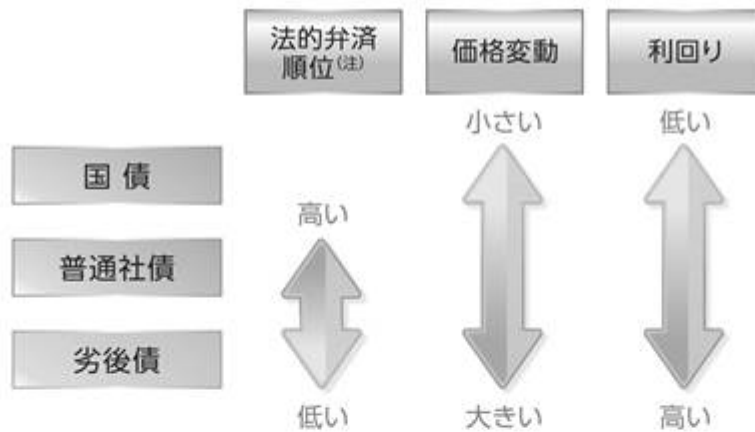 法的弁済
順位(注)
価格変動
利回り
小さい
低い
国債
高い
普通社債
劣後債
低い
大きい
高い